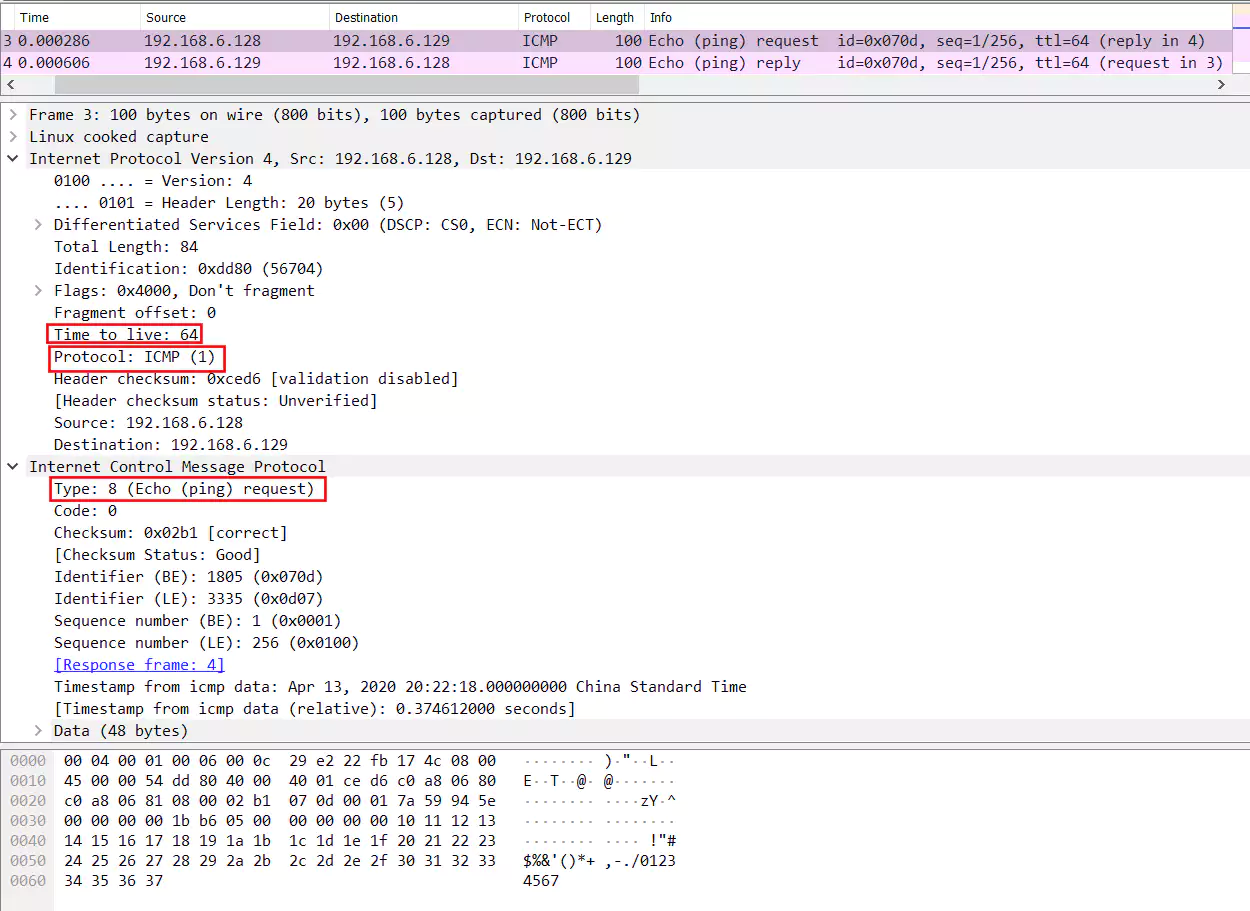 Time Source Destination Protocol Length Info
3 0.000286 192.168.6.128 192.168.6.129 ICMP 100 Echo (ping) request id=0x070d, seq=1/256, ttl=64 (reply in 4)
4 0.000606 192.168.6.129 192.168.6.128 ICMP 100 Echo (ping) reply id=0x070d, seq=1/256, ttl=64 (request in 3)
Frame 3: 100 bytes on wire (800 bits), 100 bytes captured (800 bits)
Linux cooked capture
Internet Protocol Version 4, Src: 192.168.6.128, Dst: 192.168.6.129
0100 .... = Version: 4
.... 0101 = Header Length: 20 bytes (5)
Differentiated Services Field: 0x00 (DSCP: CS0, ECN: Not-ECT)
Total Length: 84
Identification: 0xdd80 (56704)
Flags: 0x4000, Don't fragment
Fragment offset: 0
Time to live: 64
Protocol: ICMP (1)
Header checksum: 0xced6 [validation disabled]
[Header checksum status: Unverified]
Source: 192.168.6.128
Destination: 192.168.6.129
Internet Control Message Protocol
Type: 8 (Echo (ping) request)
Code: 0
Checksum: 0x02b1 [correct]
[Checksum Status: Good]
Identifier (BE): 1805 (0x070d)
Identifier (LE): 3335 (0x0d07)
Sequence number (BE): 1 (0x0001)
Sequence number (LE): 256 (0x0100)
[Response frame: 4]
Timestamp from icmp data: Apr 13, 2020 20:22:18.000000000 China Standard Time
[Timestamp from icmp data (relative): 0.374612000 seconds]
Data (48 bytes)
0000 00 04 00 01 00 06 00 0c 29 e2 22 fb 17 4c 08 00 ········ )·"··L··
0010 45 00 00 54 dd 80 40 00 40 01 ce d6 c0 a8 06 80 E··T··@· @·······
0020 c0 a8 06 81 08 00 02 b1 07 0d 00 01 7a 59 94 5e ········ ····zY·^
0030 00 00 00 00 1b b6 05 00 00 00 00 00 10 11 12 13 ········ ········
0040 14 15 16 17 18 19 1a 1b 1c 1d 1e 1f 20 21 22 23 ········ ···· !"#
0050 24 25 26 27 28 29 2a 2b 2c 2d 2e 2f 30 31 32 33 $%&'()*+ ,-./0123
0060 34 35 36 37 4567